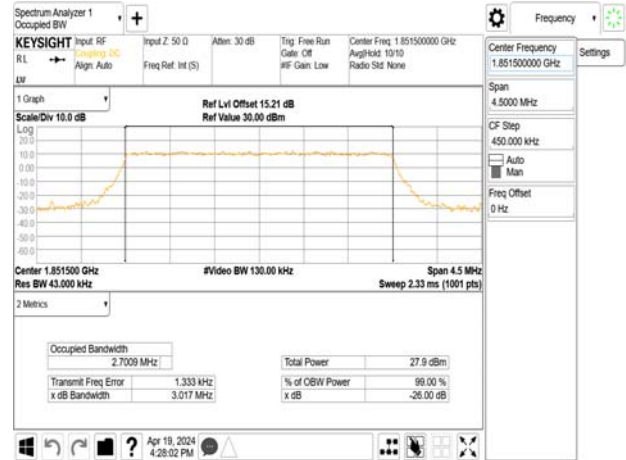 Spectrum Analyzer 1
Occupied BW
Frequency
KEYSIGHT
Input: RF
Coupling: DC
Align: Auto
Input Z: 50 Ω
Freq Ref: Int (S)
Atten: 30 dB
Trig: Free Run
Gate: Off
#IF Gain: Low
Center Freq: 1.851500000 GHz
Avg|Hold: 10/10
Radio Std: None
RL
LXI
Center Frequency
1.851500000 GHz
Settings
Span
4.5000 MHz
CF Step
450.000 kHz
Auto
Man
Freq Offset
0 Hz
1 Graph
Scale/Div 10.0 dB
Ref Lvl Offset 15.21 dB
Ref Value 30.00 dBm
Log
20.0
10.0
0.00
-10.0
-20.0
-30.0
-40.0
-50.0
-60.0
Center 1.851500 GHz
#Video BW 130.00 kHz
Span 4.5 MHz
Res BW 43.000 kHz
Sweep 2.33 ms (1001 pts)
2 Metrics
Occupied Bandwidth
2.7009 MHz
Total Power 27.9 dBm
Transmit Freq Error 1.333 kHz
% of OBW Power 99.00 %
x dB Bandwidth 3.017 MHz
x dB -26.00 dB
?
Apr 19, 2024
4:28:02 PM